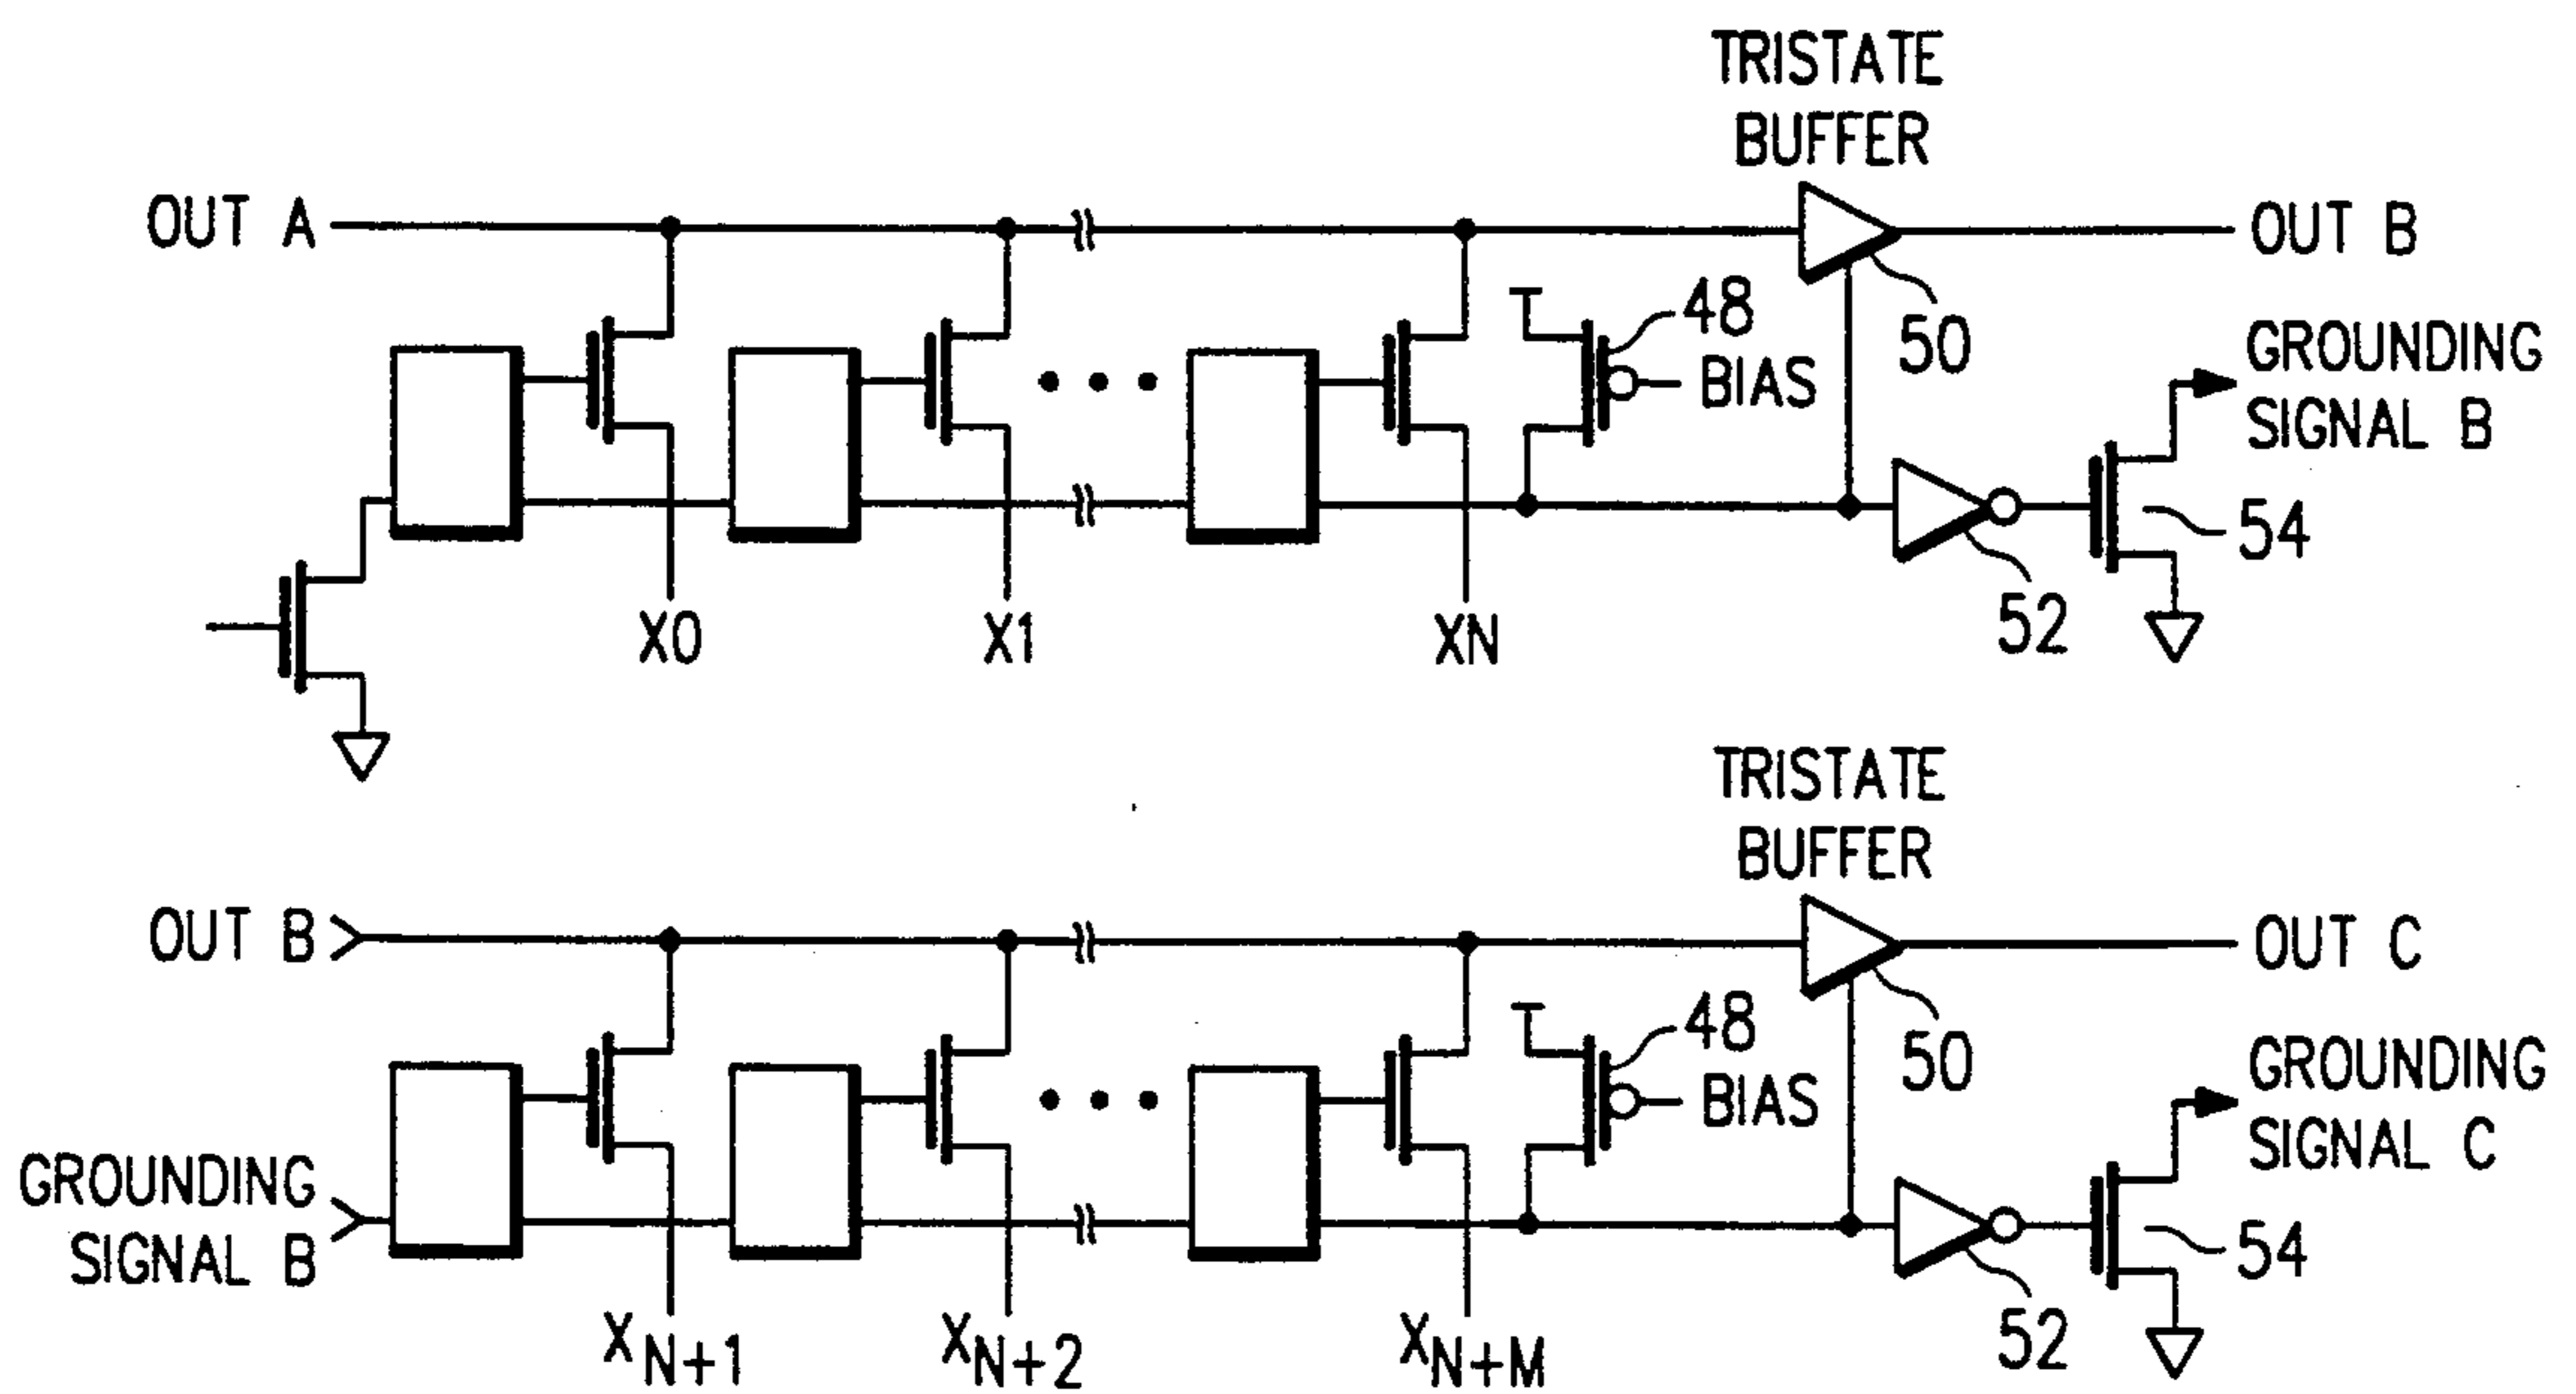 TRISTATE
BUFFER
OUT A
OUT B
48
BIAS
50
GROUNDING
SIGNAL B
54
52
X0
X1
XN
TRISTATE
BUFFER
OUT B
OUT C
48
BIAS
50
GROUNDING
SIGNAL C
GROUNDING
SIGNAL B
54
52
XN+1
XN+2
XN+M